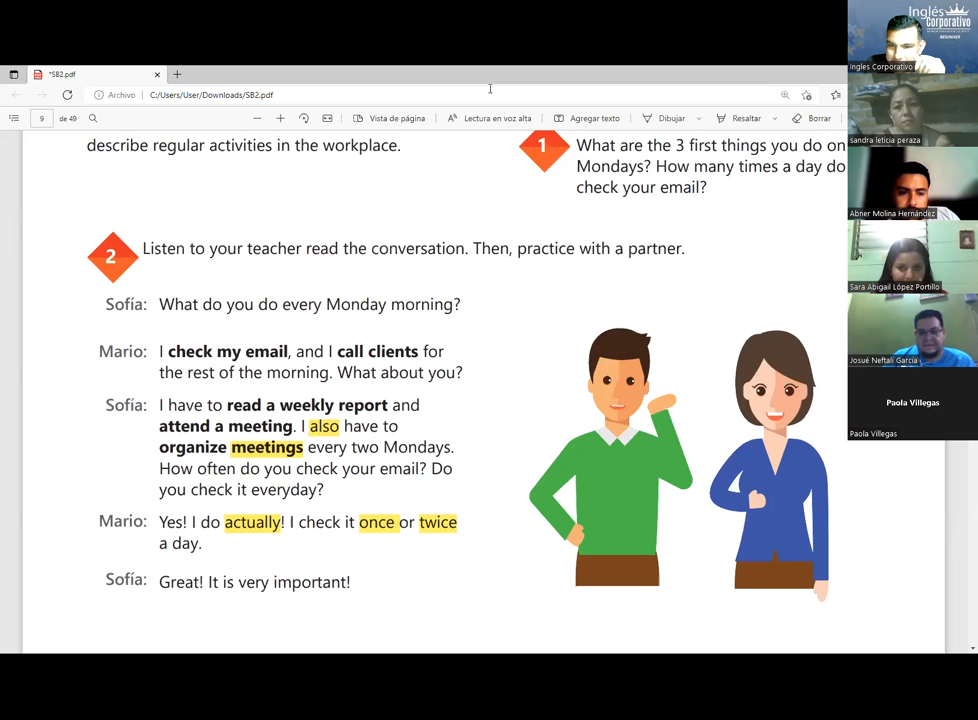 Inglés
Corporativo
BEGINNER
Ingles Corporativo
*SB2.pdf
Archivo
C:/Users/User/Downloads/SB2.pdf
9 de 49
Vista de página
Lectura en voz alta
Agregar texto
Dibujar
Resaltar
Borrar
sandra leticia peraza
Abner Molina Hernández
Sara Abigail López Portillo
Josué Neftalí García
Paola Villegas
Paola Villegas
describe regular activities in the workplace.
1
What are the 3 first things you do on
Mondays? How many times a day do
check your email?
2
Listen to your teacher read the conversation. Then, practice with a partner.
Sofía: What do you do every Monday morning?
Mario: I check my email, and I call clients for
the rest of the morning. What about you?
Sofía: I have to read a weekly report and
attend a meeting. I also have to
organize meetings every two Mondays.
How often do you check your email? Do
you check it everyday?
Mario: Yes! I do actually! I check it once or twice
a day.
Sofía: Great! It is very important!